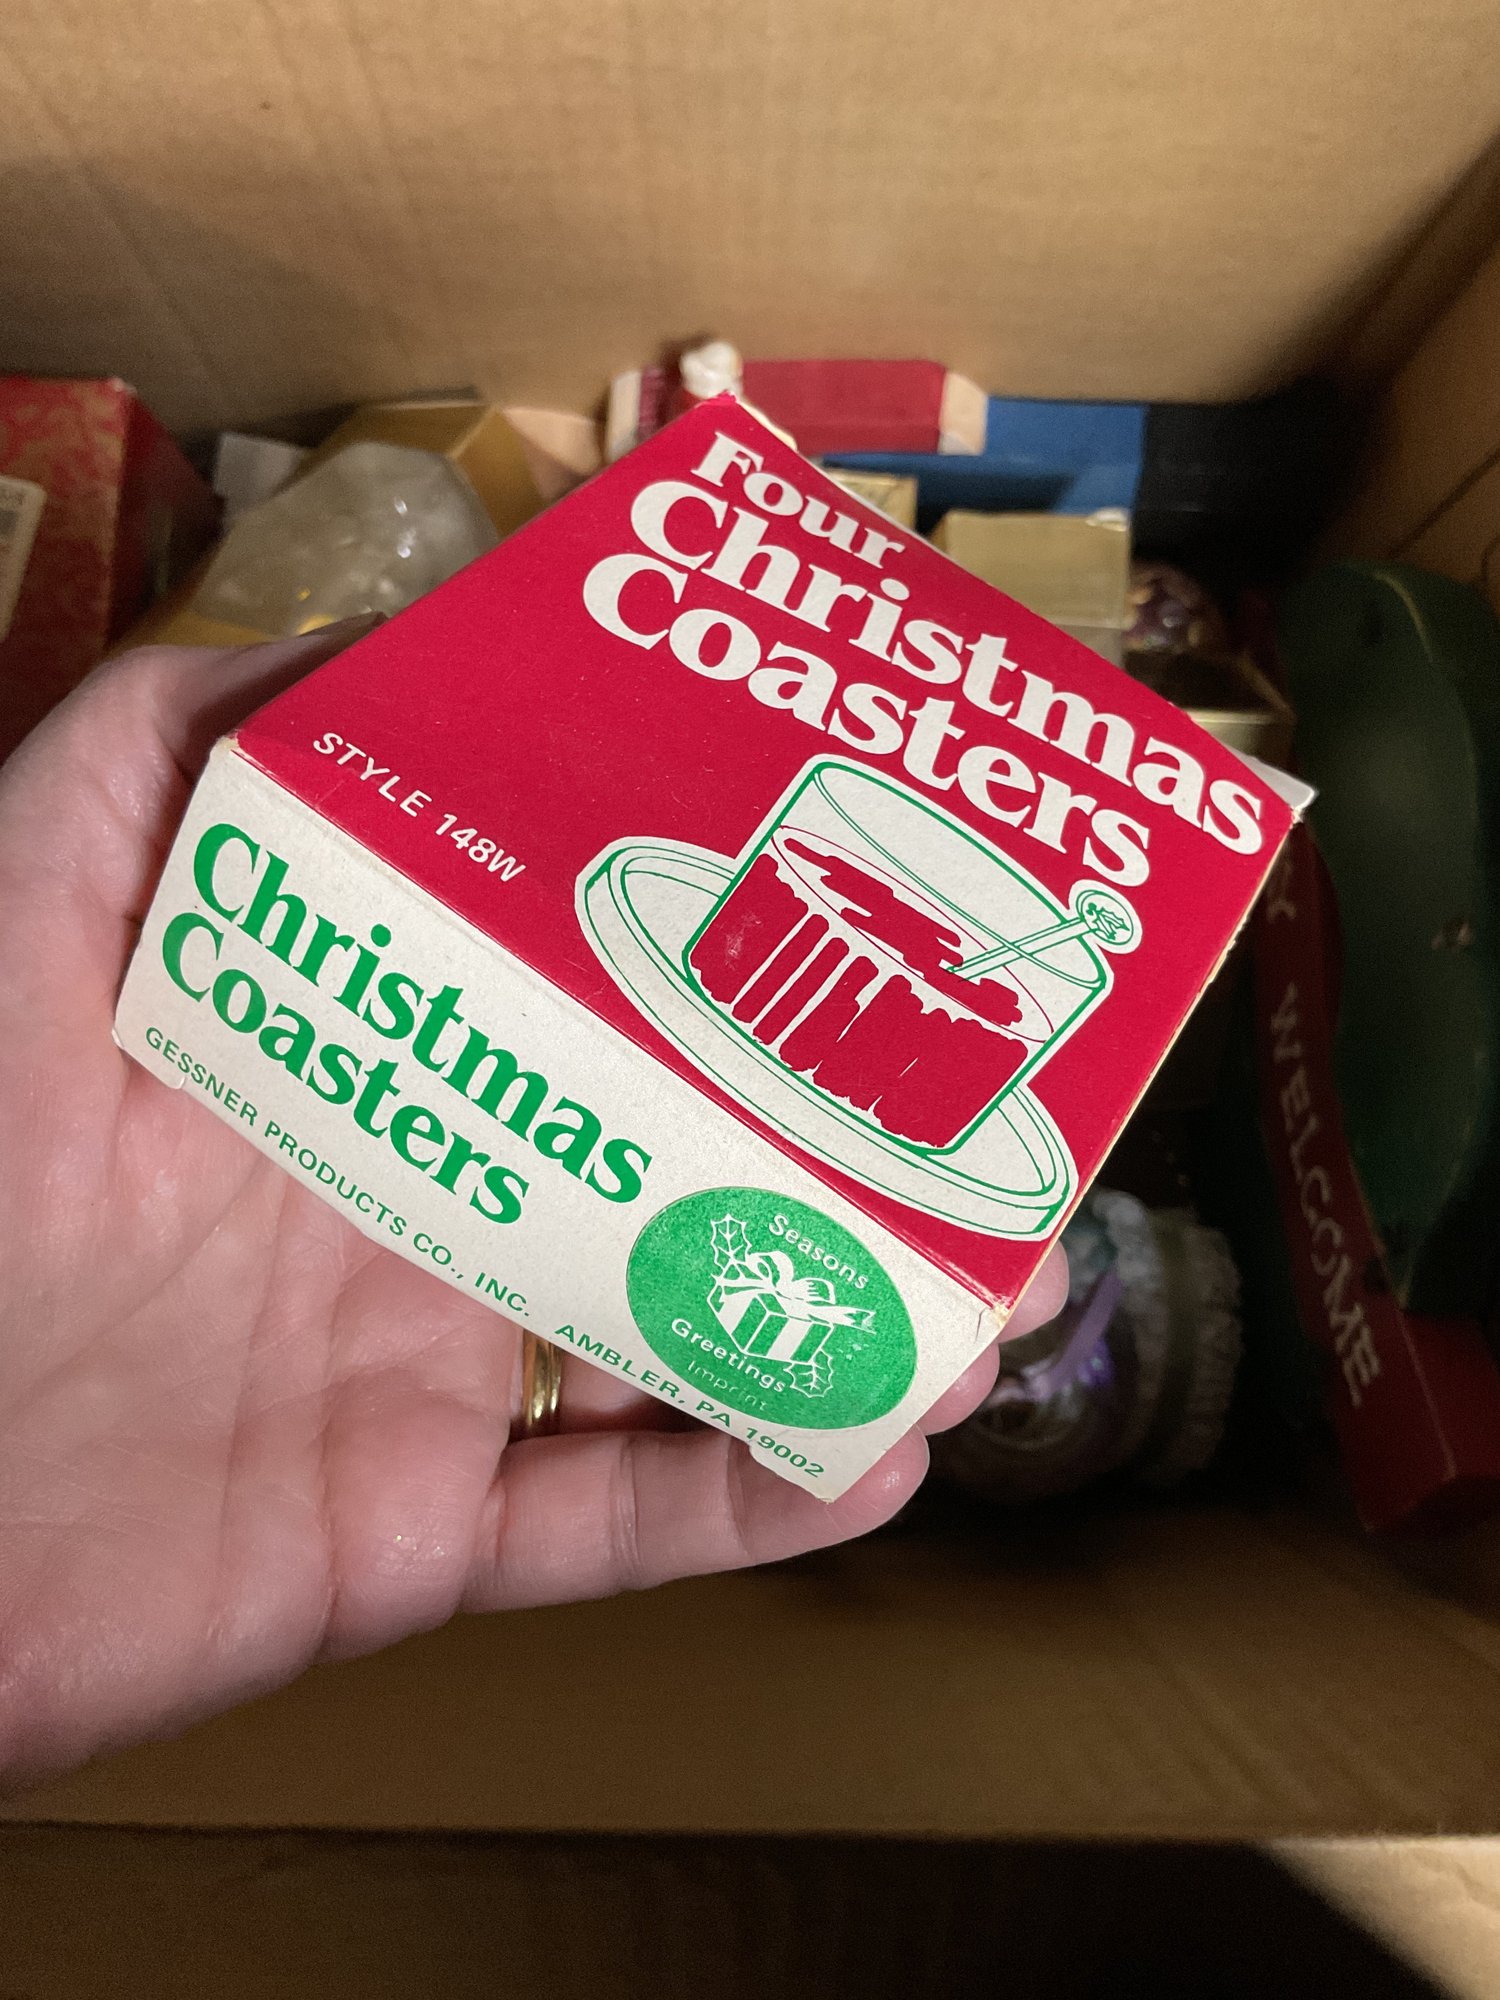 Four
Christmas
Coasters
STYLE 148W
Christmas
Coasters
GESSNER PRODUCTS CO., INC. AMBLER, PA 19002
Seasons
Greetings
Imprint
WELCOME